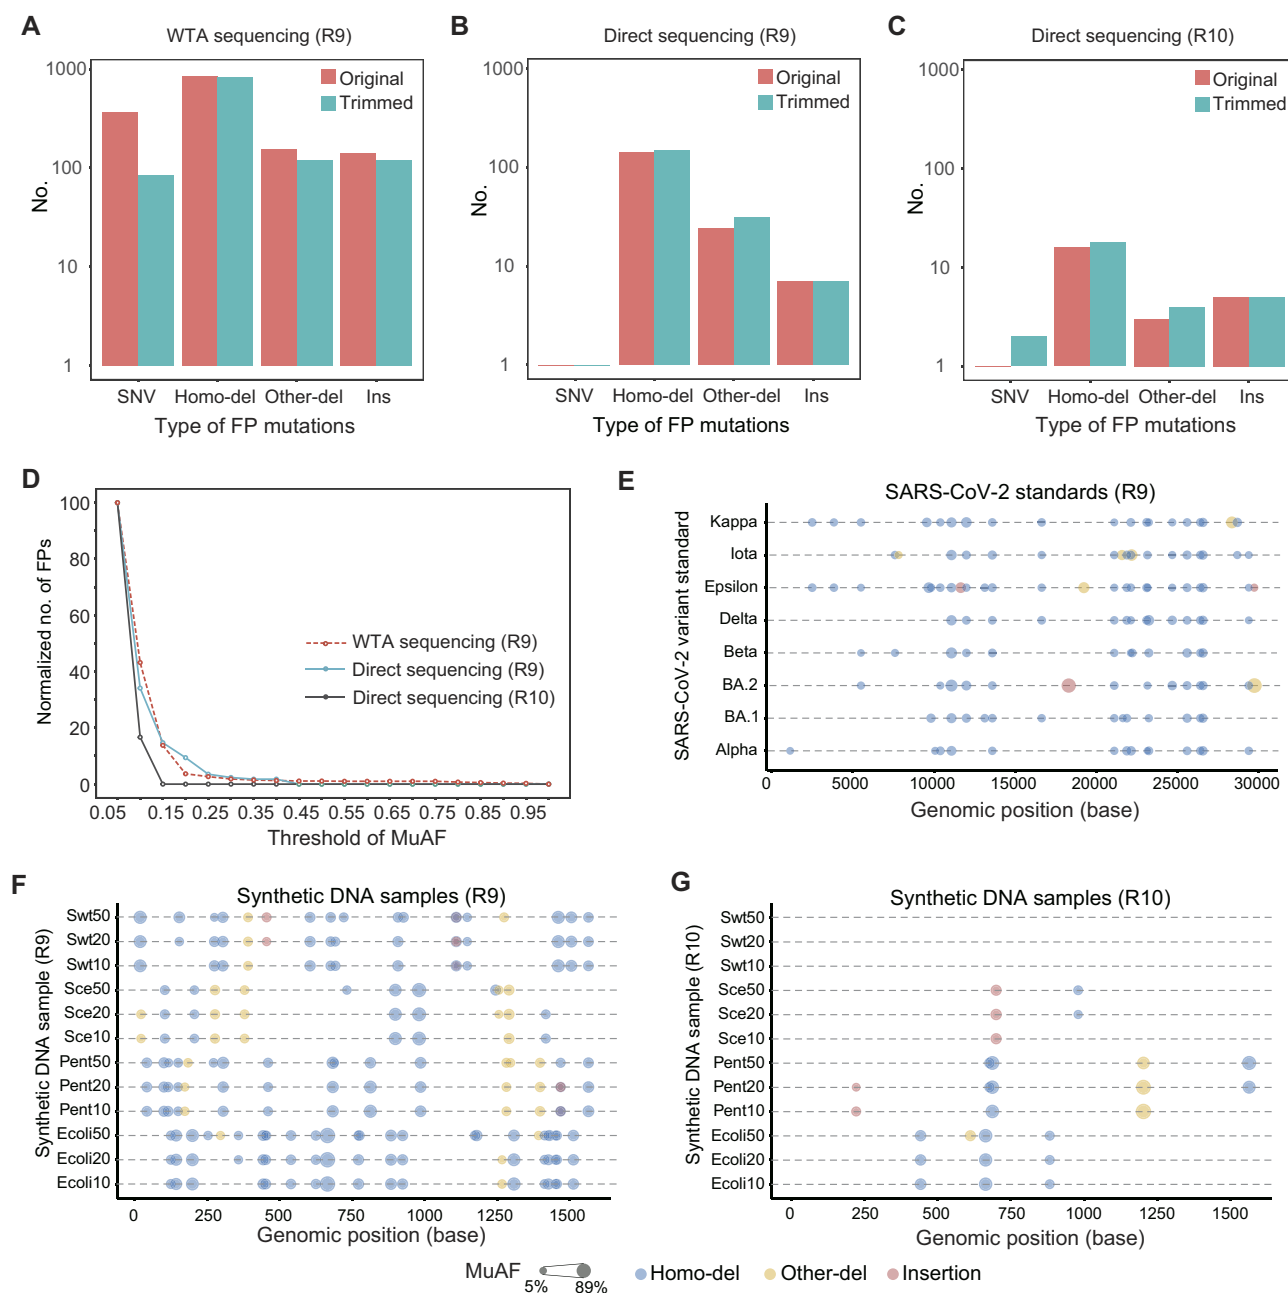 A
WTA sequencing (R9)
1000
100
10
1
No.
Original
Trimmed
SNV Homo-del Other-del Ins
Type of FP mutations
B
Direct sequencing (R9)
1000
100
10
1
No.
Original
Trimmed
SNV Homo-del Other-del Ins
Type of FP mutations
C
Direct sequencing (R10)
1000
100
10
1
No.
Original
Trimmed
SNV Homo-del Other-del Ins
Type of FP mutations
D
100
80
60
40
20
0
Normalized no. of FPs
WTA sequencing (R9)
Direct sequencing (R9)
Direct sequencing (R10)
0.05 0.15 0.25 0.35 0.45 0.55 0.65 0.75 0.85 0.95
Threshold of MuAF
E
SARS-CoV-2 standards (R9)
SARS-CoV-2 variant standard
Kappa
Iota
Epsilon
Delta
Beta
BA.2
BA.1
Alpha
0 5000 10000 15000 20000 25000 30000
Genomic position (base)
F
Synthetic DNA samples (R9)
Synthetic DNA sample (R9)
Swt50
Swt20
Swt10
Sce50
Sce20
Sce10
Pent50
Pent20
Pent10
Ecoli50
Ecoli20
Ecoli10
0 250 500 750 1000 1250 1500
Genomic position (base)
G
Synthetic DNA samples (R10)
Synthetic DNA sample (R10)
Swt50
Swt20
Swt10
Sce50
Sce20
Sce10
Pent50
Pent20
Pent10
Ecoli50
Ecoli20
Ecoli10
0 250 500 750 1000 1250 1500
Genomic position (base)
MuAF
5% 89%
Homo-del
Other-del
Insertion